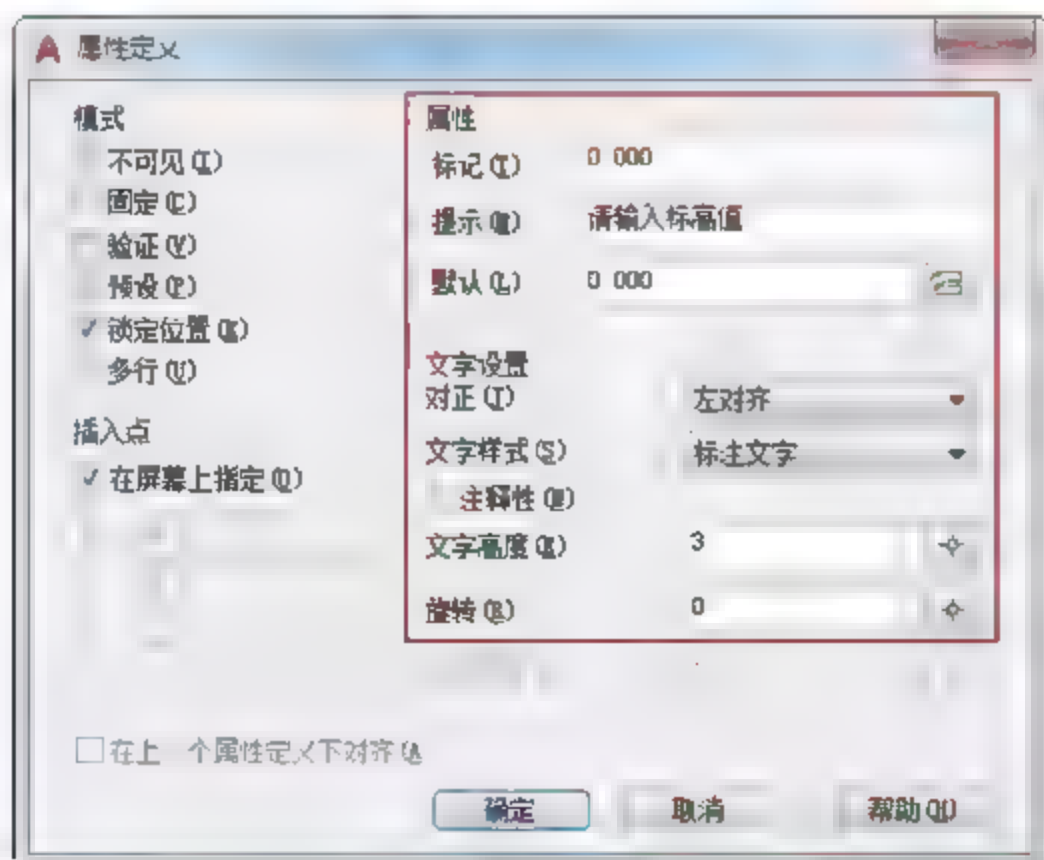 属性定义
模式
不可见(I)
固定(C)
验证(V)
预设(P)
锁定位置(K)
多行(U)
插入点
在屏幕上指定(O)
属性
标记(T) 0 000
提示(M) 请输入标高值
默认(L) 0 000
文字设置
对正(J) 左对齐
文字样式(S) 标注文字
注释性(N)
文字高度(E) 3
旋转(R) 0
在上 个属性定义下对齐(A
确定 取消 帮助(H)